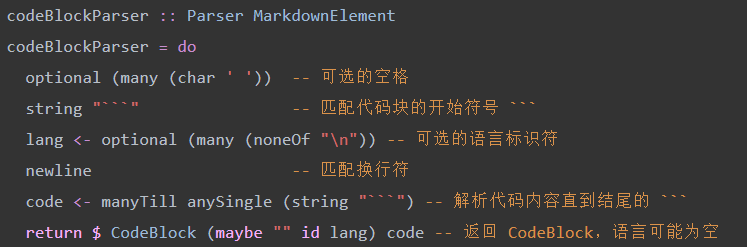 codeBlockParser :: Parser MarkdownElement
codeBlockParser = do
  optional (many (char ' '))  -- 可选的空格
  string "```"                -- 匹配代码块的开始符号 ```
  lang <- optional (many (noneOf "\n")) -- 可选的语言标识符
  newline                     -- 匹配换行符
  code <- manyTill anySingle (string "```") -- 解析代码内容直到结尾的 ```
  return $ CodeBlock (maybe "" id lang) code -- 返回 CodeBlock，语言可能为空